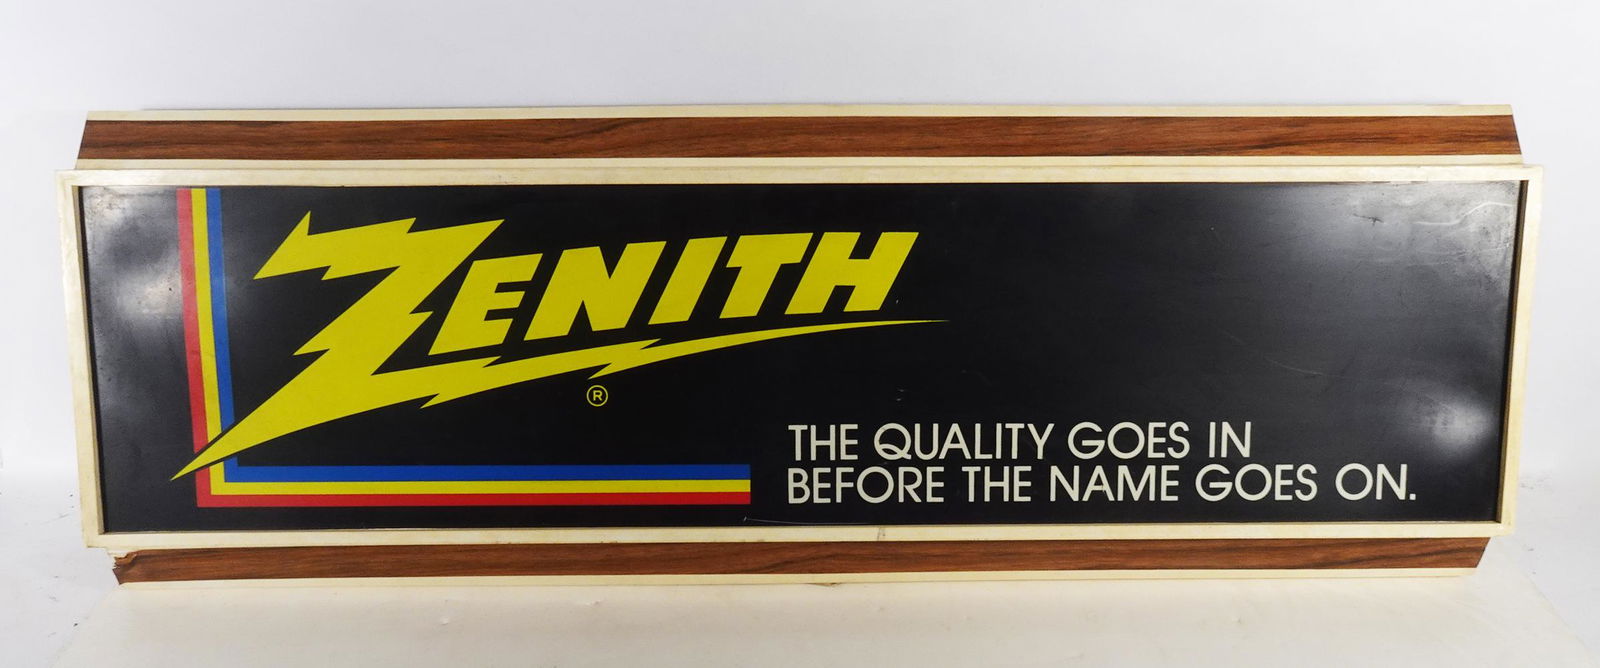 ZENITH
®
THE QUALITY GOES IN
BEFORE THE NAME GOES ON.